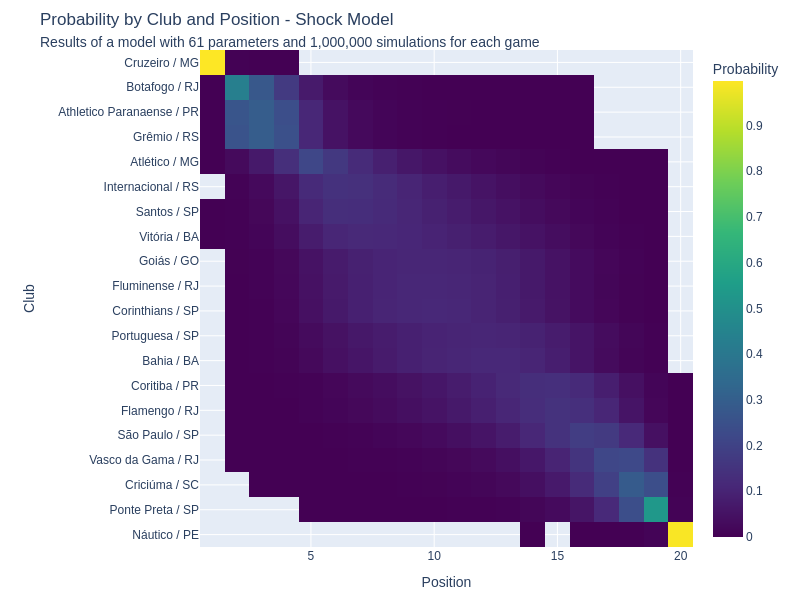 Probability by Club and Position - Shock Model
Results of a model with 61 parameters and 1,000,000 simulations for each game
Probability
Club
Cruzeiro / MG
Botafogo / RJ
Athletico Paranaense / PR
Grêmio / RS
Atlético / MG
Internacional / RS
Santos / SP
Vitória / BA
Goiás / GO
Fluminense / RJ
Corinthians / SP
Portuguesa / SP
Bahia / BA
Coritiba / PR
Flamengo / RJ
São Paulo / SP
Vasco da Gama / RJ
Criciúma / SC
Ponte Preta / SP
Náutico / PE
0.9
0.8
0.7
0.6
0.5
0.4
0.3
0.2
0.1
0
5
10
15
20
Position